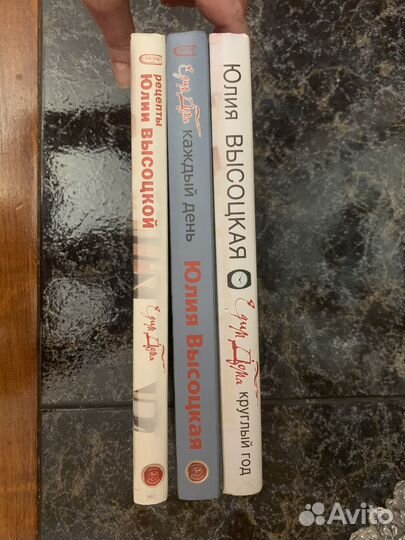 рецепты
Юлии Высоцкой
Едим Дома
Едим Дома каждый день
Юлия Высоцкая
Юлия ВЫСОЦКАЯ
Едим Дома круглый год
Avito